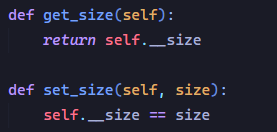 def get_size(self):
    return self.__size
def set_size(self, size):
    self.__size == size